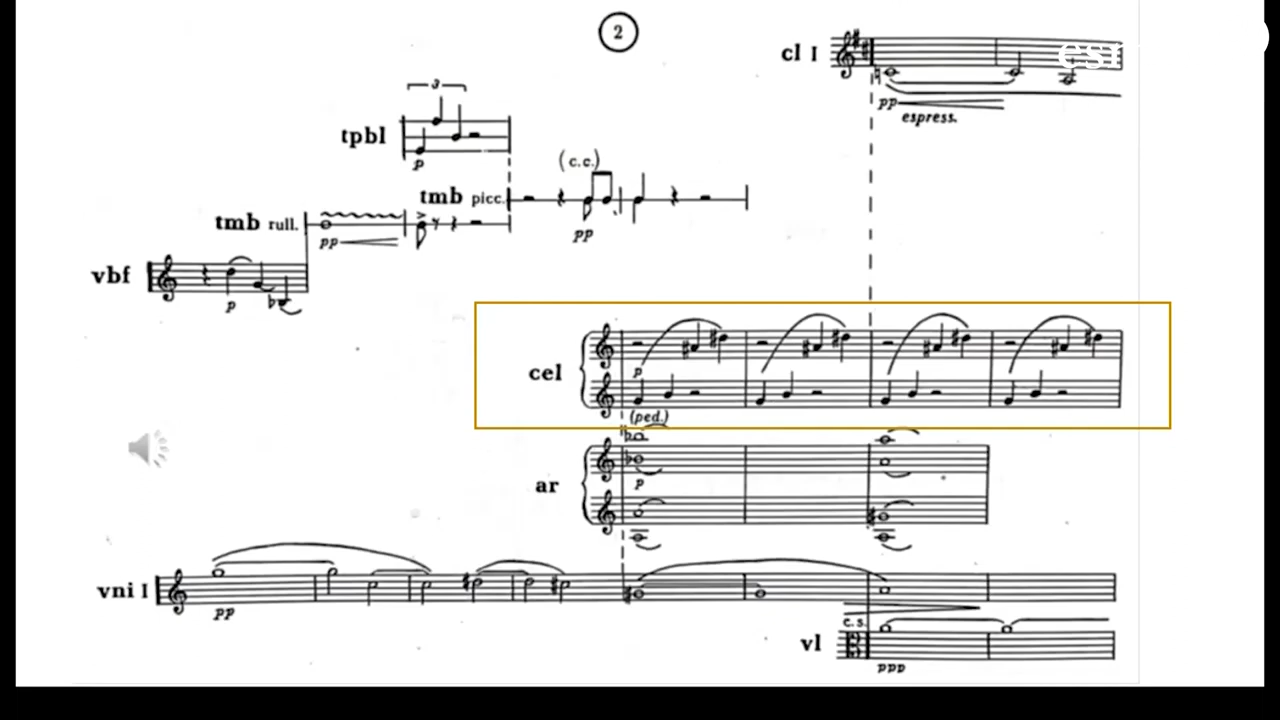 2
cl I
pp
espress.
3
tpbl
p
(c.c.)
tmb picc.
pp
tmb rull.
pp
vbf
p
cel
p
(ped.)
ar
p
vni I
pp
c.s.
vl
ppp